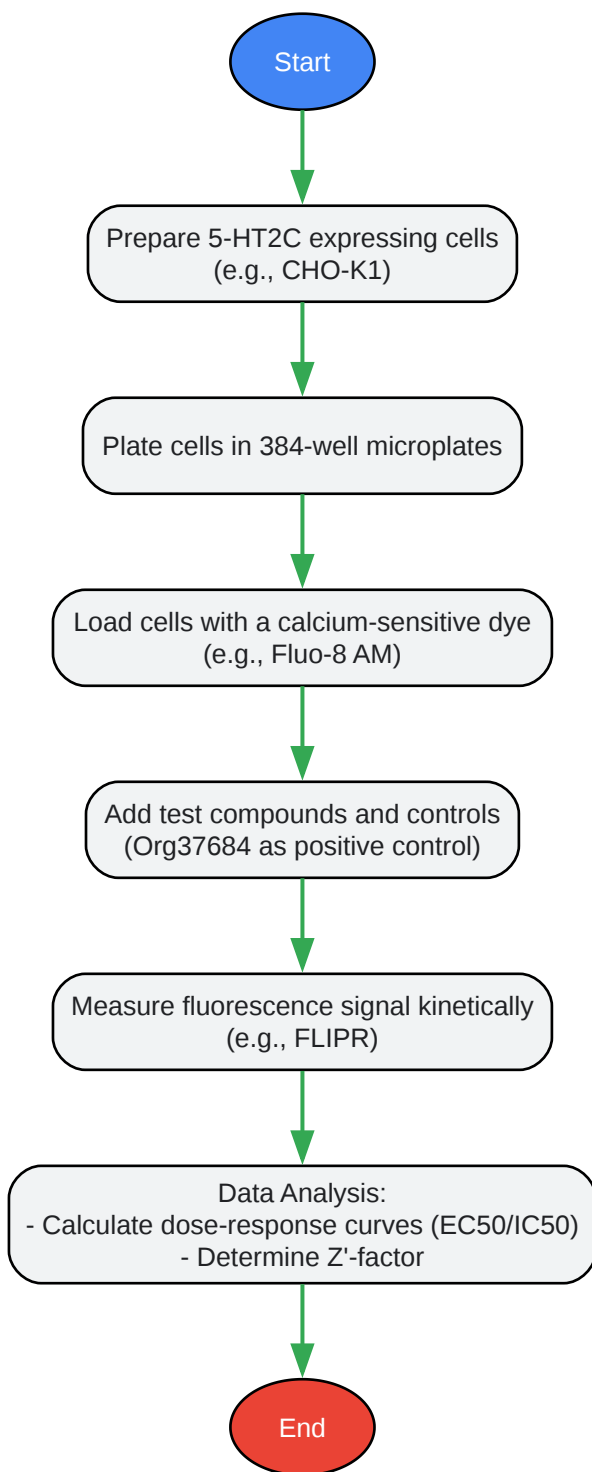 Start
Prepare 5-HT2C expressing cells
(e.g., CHO-K1)
Plate cells in 384-well microplates
Load cells with a calcium-sensitive dye
(e.g., Fluo-8 AM)
Add test compounds and controls
(Org37684 as positive control)
Measure fluorescence signal kinetically
(e.g., FLIPR)
Data Analysis:
- Calculate dose-response curves (EC50/IC50)
- Determine Z'-factor
End